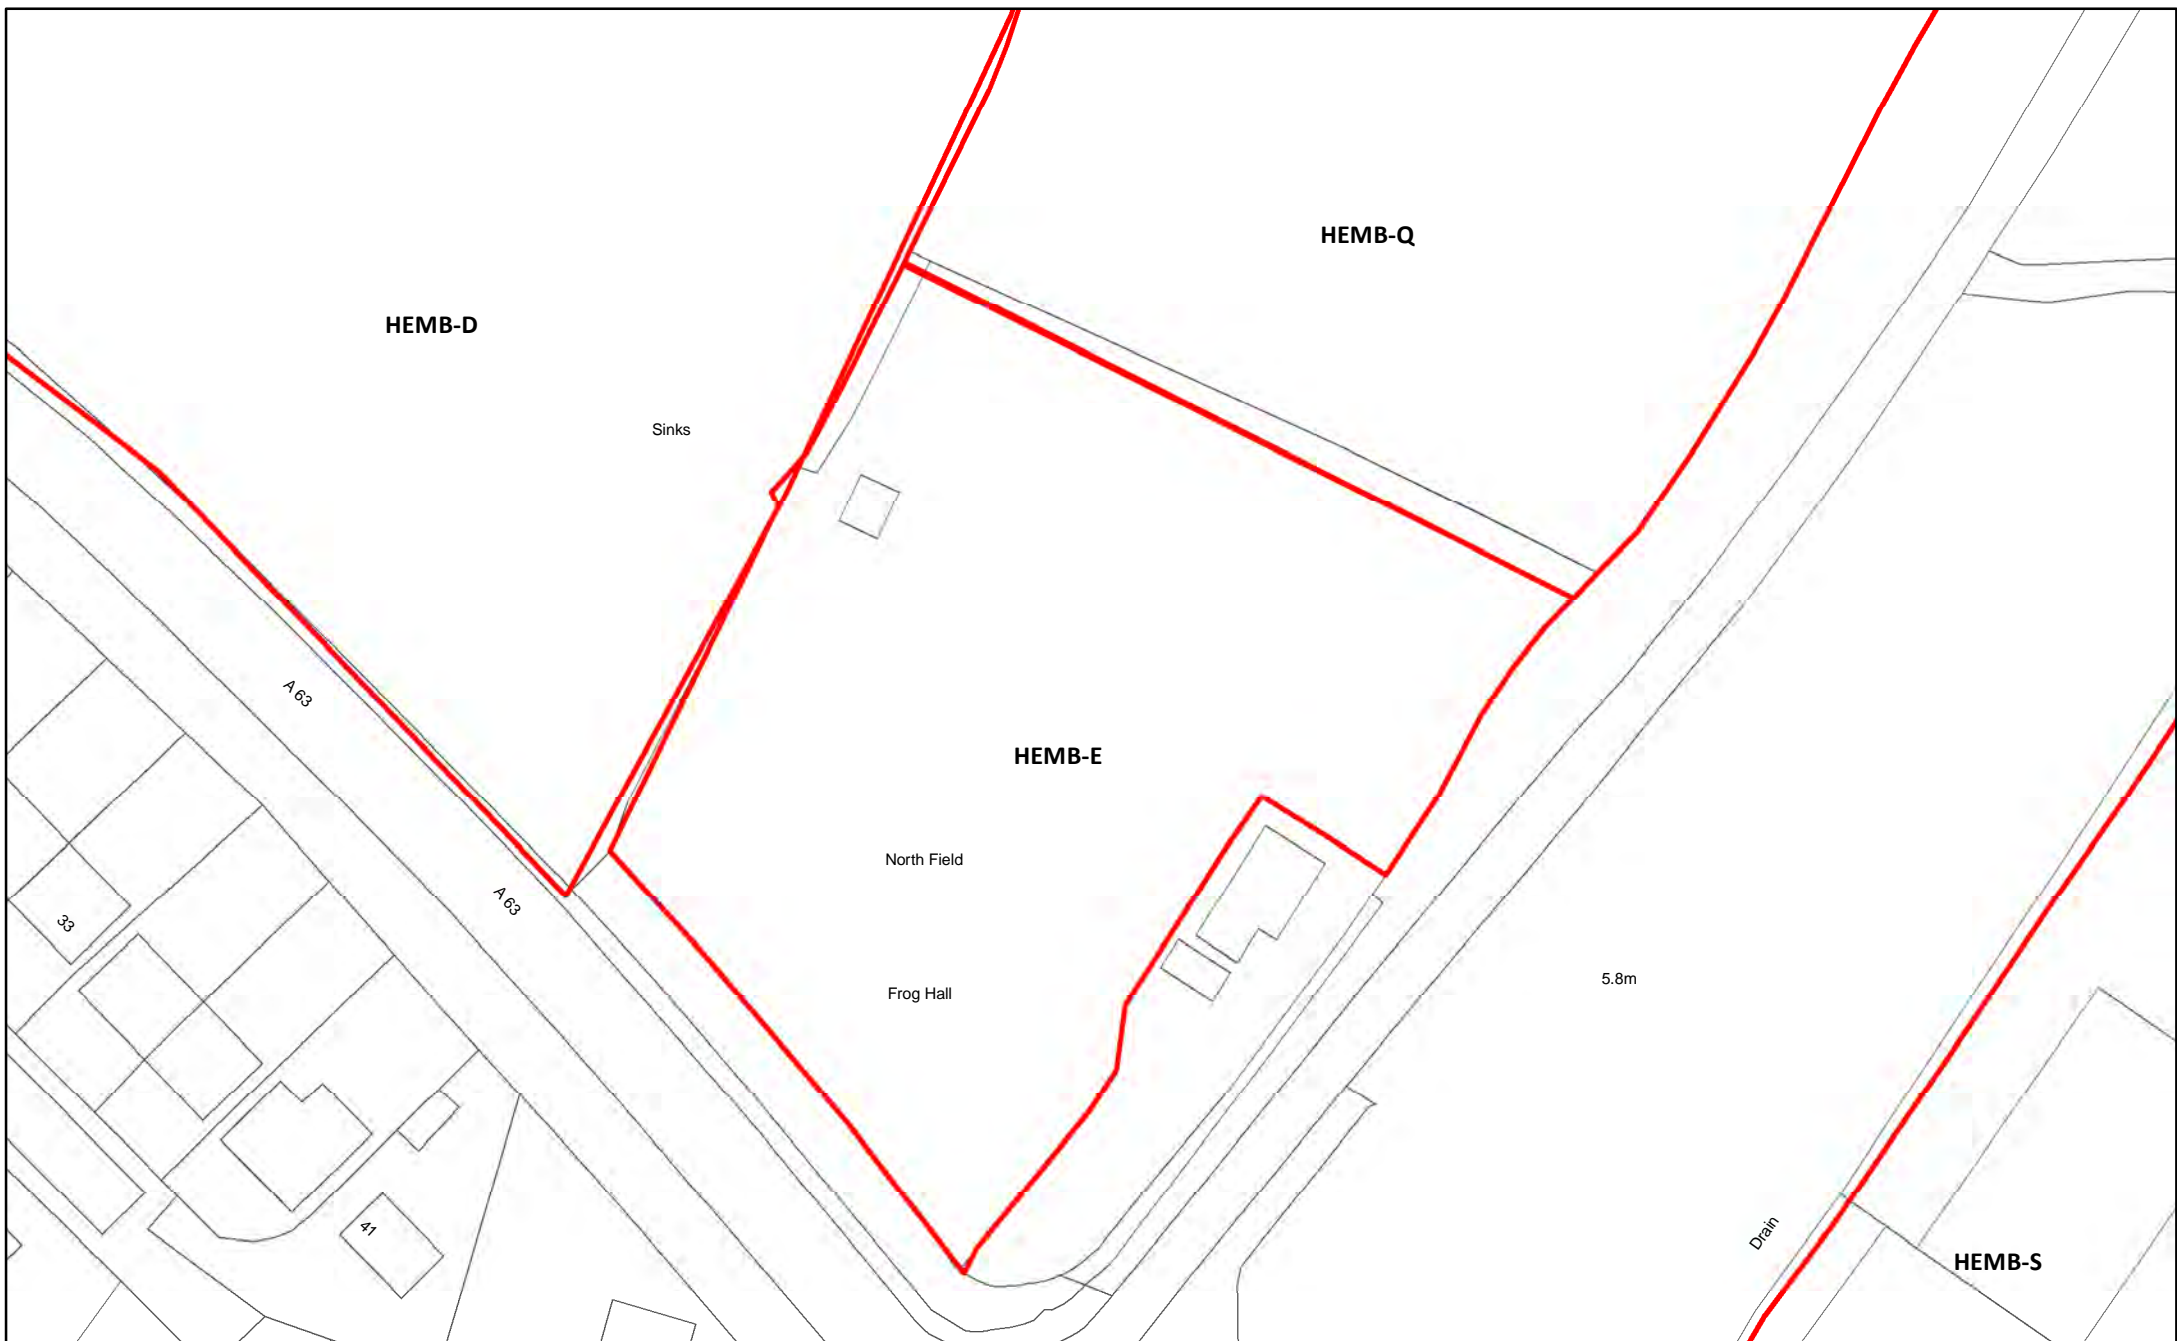 HEMB-Q
HEMB-D
Sinks
A 63
HEMB-E
North Field
A 63
33
Frog Hall
5.8m
41
Drain
HEMB-S